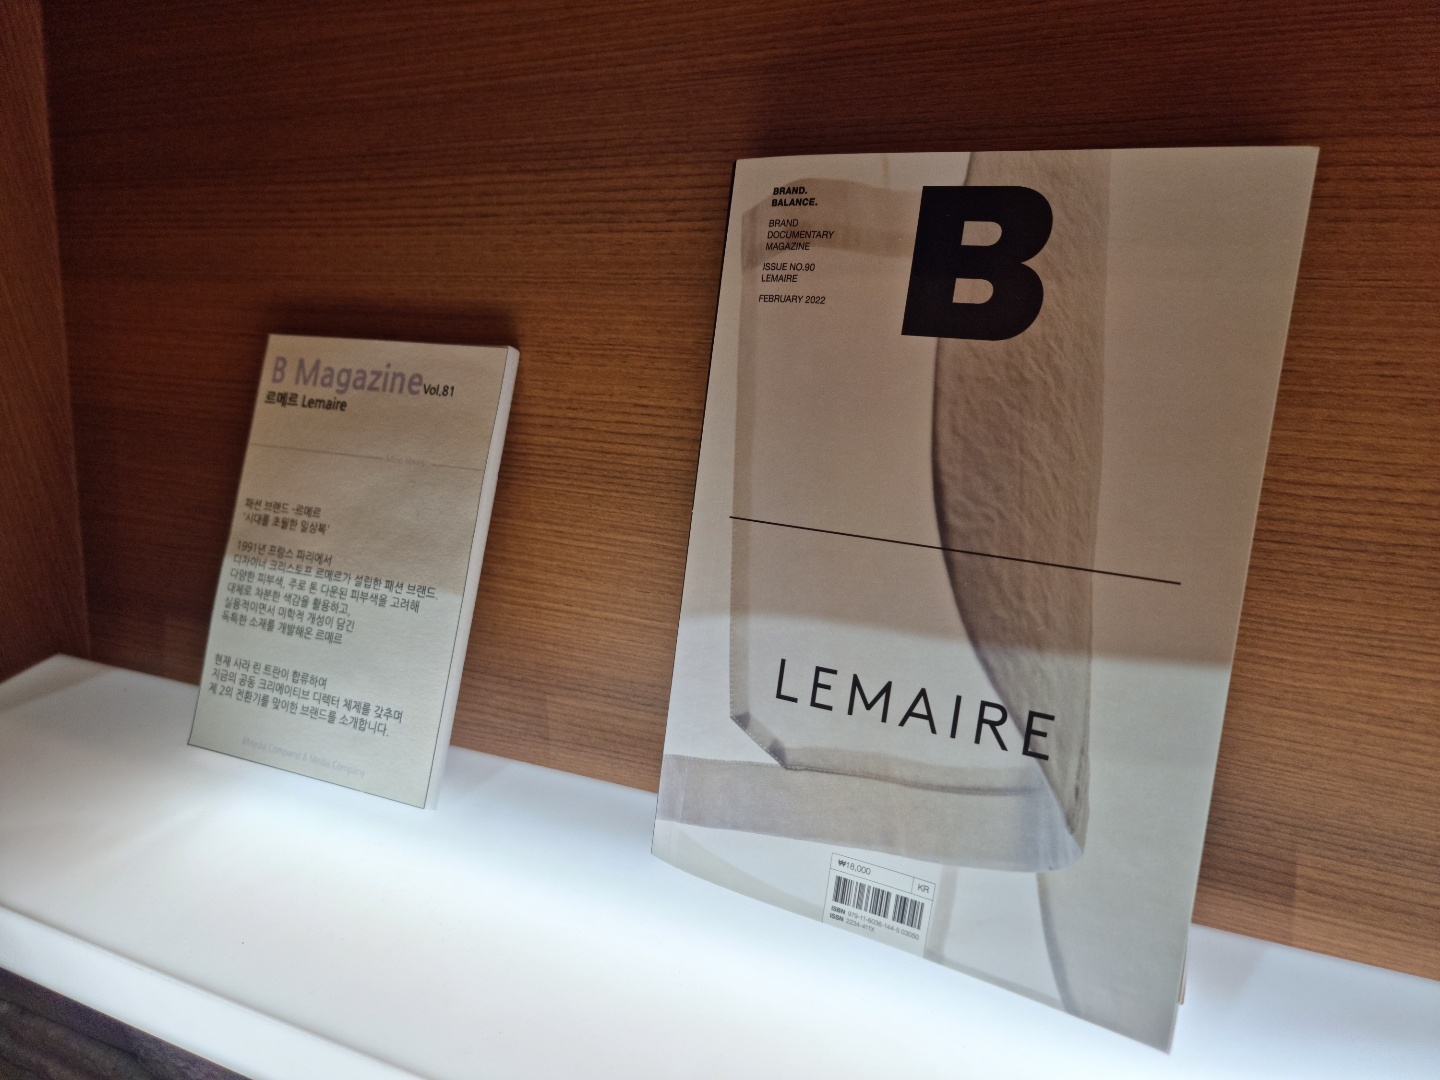 B Magazine Vol.81
르메르 Lemaire
패션 브랜드 -르메르
'시대를 초월한 일상복'
1991년 프랑스 파리에서
디자이너 크리스토프 르메르가 설립한 패션 브랜드.
다양한 피부색, 주로 톤 다운된 피부색을 고려해
대체로 차분한 색감을 활용하고,
실용적이면서 미학적 개성이 담긴
독특한 소재를 개발해온 르메르
현재 사라 린 트란이 합류하여
지금의 공동 크리에이티브 디렉터 체제를 갖추며
제 2의 전환기를 맞이한 브랜드를 소개합니다.
BRAND.
BALANCE.
BRAND
DOCUMENTARY
MAGAZINE
ISSUE NO.90
LEMAIRE
FEBRUARY 2022
B
LEMAIRE
₩18,000 KR
ISBN 979-11-6036-144-5 03050
ISSN 2234-411X